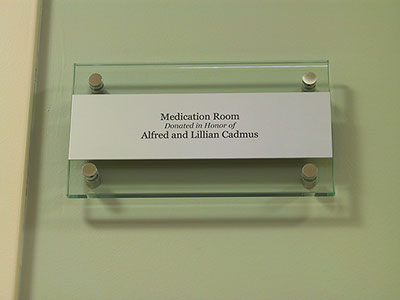 Medication Room
Donated in Honor of
Alfred and Lillian Cadmus